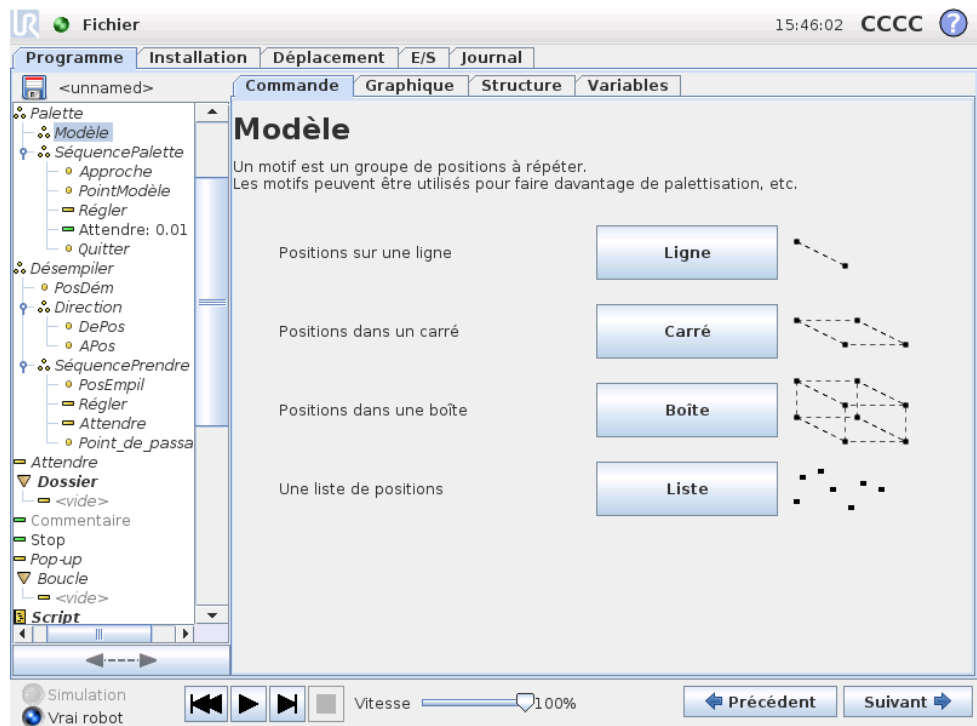 UR Fichier 15:46:02 CCCC ?
Programme Installation Déplacement E/S Journal
<unnamed>
Commande Graphique Structure Variables
Palette
Modèle
SéquencePalette
Approche
PointModèle
Régler
Attendre: 0.01
Quitter
Désempiler
PosDém
Direction
DePos
APos
SéquencePrendre
PosEmpil
Régler
Attendre
Point_de_passa
Attendre
Dossier
<vide>
Commentaire
Stop
Pop-up
Boucle
<vide>
Script
Modèle
Un motif est un groupe de positions à répéter.
Les motifs peuvent être utilisés pour faire davantage de palettisation, etc.
Positions sur une ligne Ligne
Positions dans un carré Carré
Positions dans une boîte Boîte
Une liste de positions Liste
Simulation
Vrai robot
Vitesse 100%
Précédent Suivant